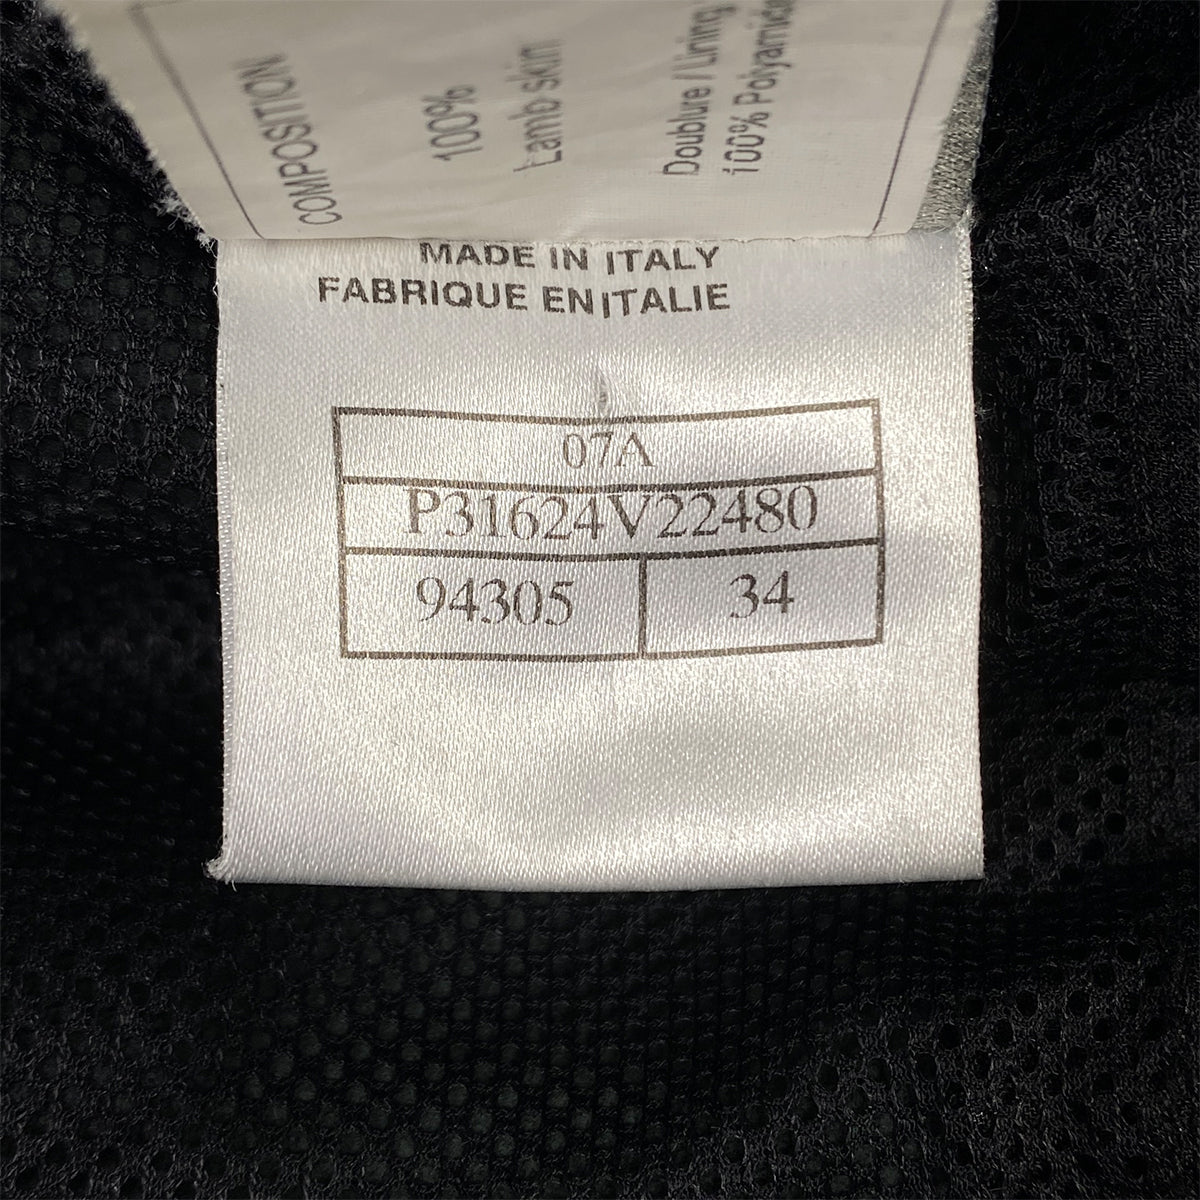 COMPOSITION
100%
Lamb skin
Doublure / Lining
100% Polyamide
MADE IN ITALY
FABRIQUE EN ITALIE
07A
P31624V22480
94305 34